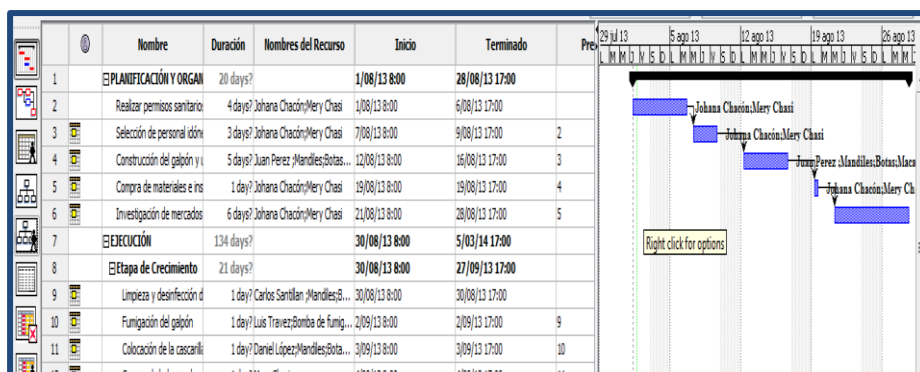 Nombre Duración Nombres del Recurso Inicio Terminado Pre
29 jul 13 5 ago 13 12 ago 13 19 ago 13 26 ago 13
L M M J V S D L M M J V S D L M M J V S D L M M J V S D L M M J
1 PLANIFICACIÓN Y ORGAN 20 days? 1/08/13 8:00 28/08/13 17:00
2 Realizar permisos sanitarios 4 days? Johana Chacón;Mery Chasi 1/08/13 8:00 6/08/13 17:00
Johana Chacón;Mery Chasi
3 Selección de personal idóne 3 days? Johana Chacón;Mery Chasi 7/08/13 8:00 9/08/13 17:00 2
Johana Chacón;Mery Chasi
4 Construcción del galpón y u 5 days? Juan Perez ;Mandiles;Botas... 12/08/13 8:00 16/08/13 17:00 3
Juan Perez ;Mandiles;Botas;Maca
5 Compra de materiales e ins 1 day? Johana Chacón;Mery Chasi 19/08/13 8:00 19/08/13 17:00 4
Johana Chacón;Mery Ch
6 Investigación de mercados 6 days? Johana Chacón;Mery Chasi 21/08/13 8:00 28/08/13 17:00 5
7 EJECUCIÓN 134 days? 30/08/13 8:00 5/03/14 17:00
Right click for options
8 Etapa de Crecimiento 21 days? 30/08/13 8:00 27/09/13 17:00
9 Limpieza y desinfección d 1 day? Carlos Santillan ;Mandiles;B... 30/08/13 8:00 30/08/13 17:00
10 Fumigación del galpón 1 day? Luis Travez;Bomba de fumig... 2/09/13 8:00 2/09/13 17:00 9
11 Colocación de la cascarilla 1 day? Daniel López;Mandiles;Bota... 3/09/13 8:00 3/09/13 17:00 10